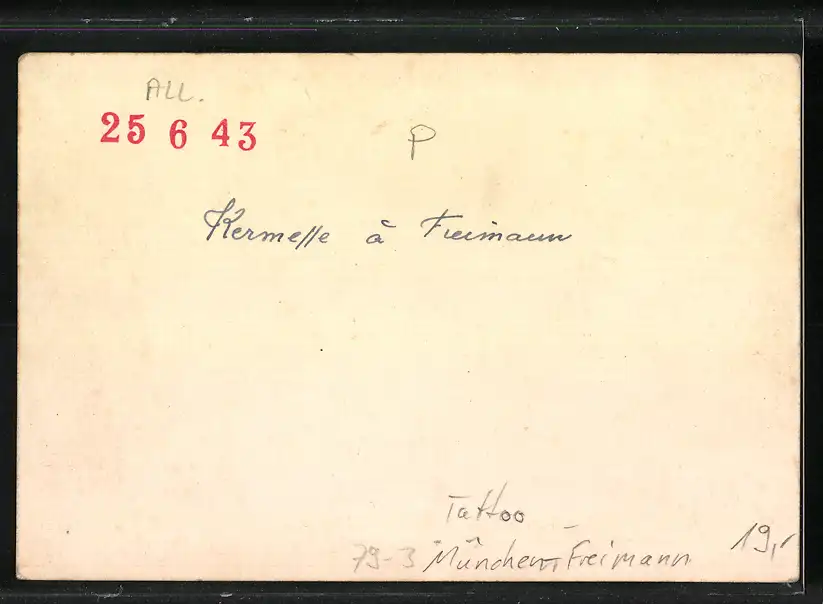 ALL.
25 6 43
P
Kermesse à Freimann
Tattoo
79-3 München-Freimann 19,-